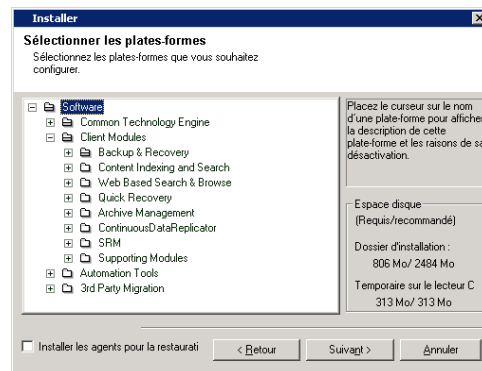 Installer
Sélectionner les plates-formes
Sélectionnez les plates-formes que vous souhaitez
configurer.
Software
Common Technology Engine
Client Modules
Backup & Recovery
Content Indexing and Search
Web Based Search & Browse
Quick Recovery
Archive Management
ContinuousDataReplicator
SRM
Supporting Modules
Automation Tools
3rd Party Migration
Placez le curseur sur le nom
d'une plate-forme pour afficher
la description de cette
plate-forme et les raisons de sa
désactivation.
Espace disque
(Requis/recommandé)
Dossier d'installation :
806 Mo/ 2484 Mo
Temporaire sur le lecteur C
313 Mo/ 313 Mo
Installer les agents pour la restaurati
< Retour
Suivant >
Annuler